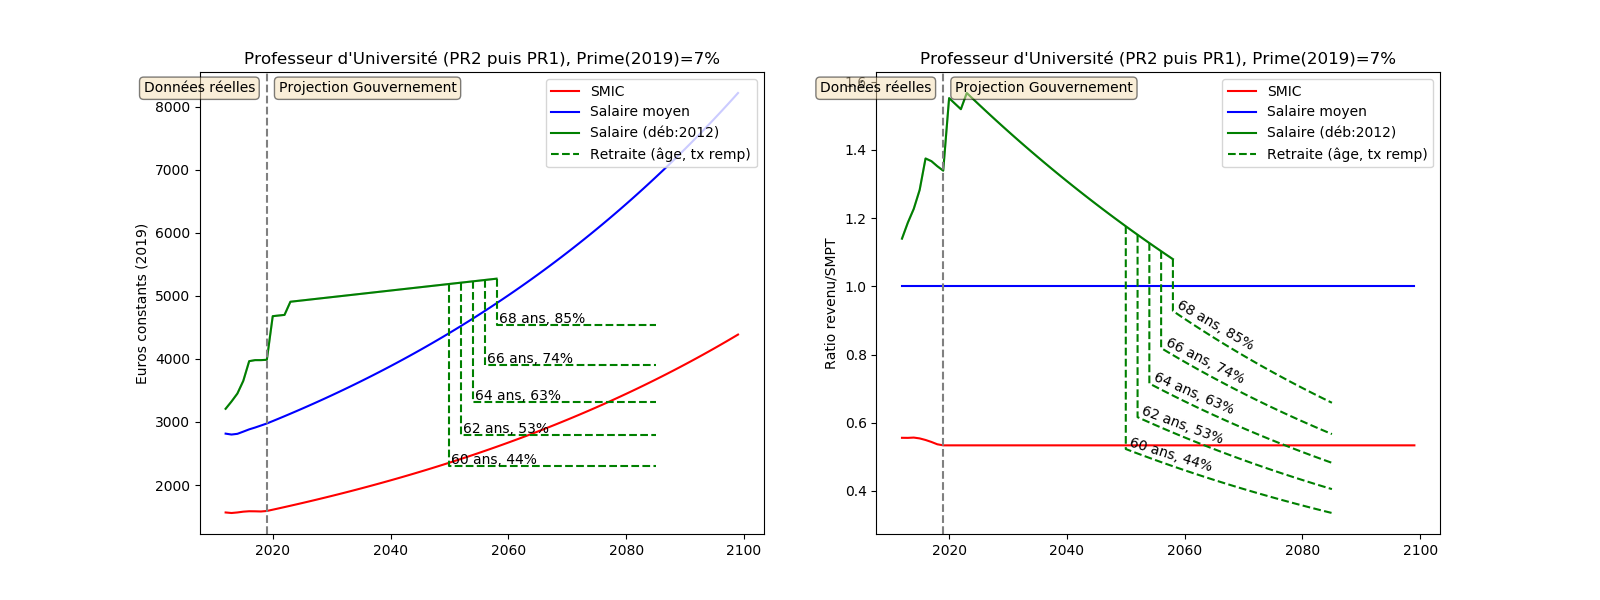 Professeur d'Université (PR2 puis PR1), Prime(2019)=7%
Données réelles
Projection Gouvernement
SMIC
Salaire moyen
Salaire (déb:2012)
Retraite (âge, tx remp)
Euros constants (2019)
8000
7000
6000
5000
4000
3000
2000
68 ans, 85%
66 ans, 74%
64 ans, 63%
62 ans, 53%
60 ans, 44%
2020 2040 2060 2080 2100
Professeur d'Université (PR2 puis PR1), Prime(2019)=7%
Données réelles
Projection Gouvernement
SMIC
Salaire moyen
Salaire (déb:2012)
Retraite (âge, tx remp)
Ratio revenu/SMPT
1.6
1.4
1.2
1.0
0.8
0.6
0.4
68 ans, 85%
66 ans, 74%
64 ans, 63%
62 ans, 53%
60 ans, 44%
2020 2040 2060 2080 2100